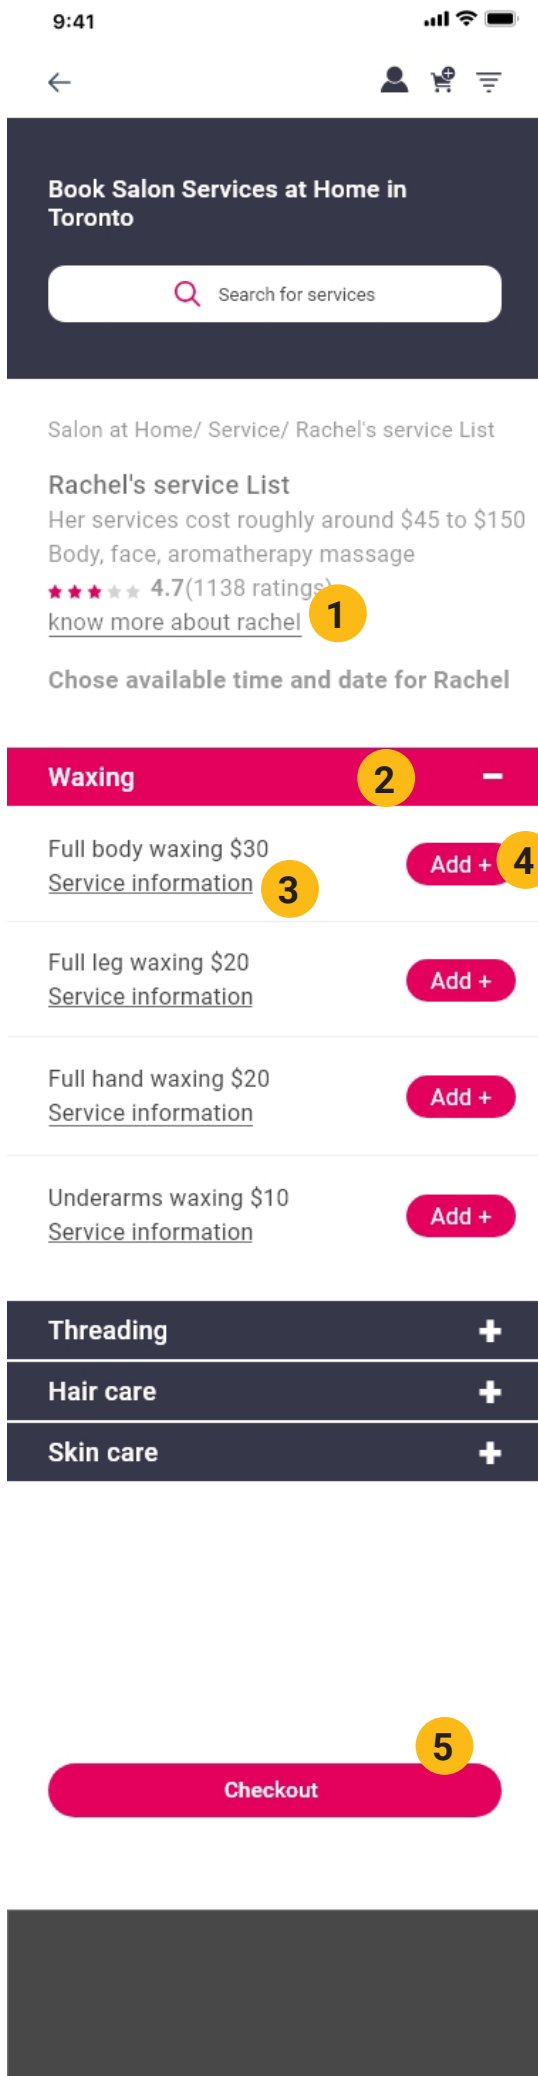 9:41
Book Salon Services at Home in
Toronto
Search for services
Salon at Home/ Service/ Rachel's service List
Rachel's service List
Her services cost roughly around $45 to $150
Body, face, aromatherapy massage
4.7(1138 ratings)
know more about rachel
1
Chose available time and date for Rachel
Waxing
2
Full body waxing $30
Service information
3
Add +
4
Full leg waxing $20
Service information
Add +
Full hand waxing $20
Service information
Add +
Underarms waxing $10
Service information
Add +
Threading
Hair care
Skin care
5
Checkout